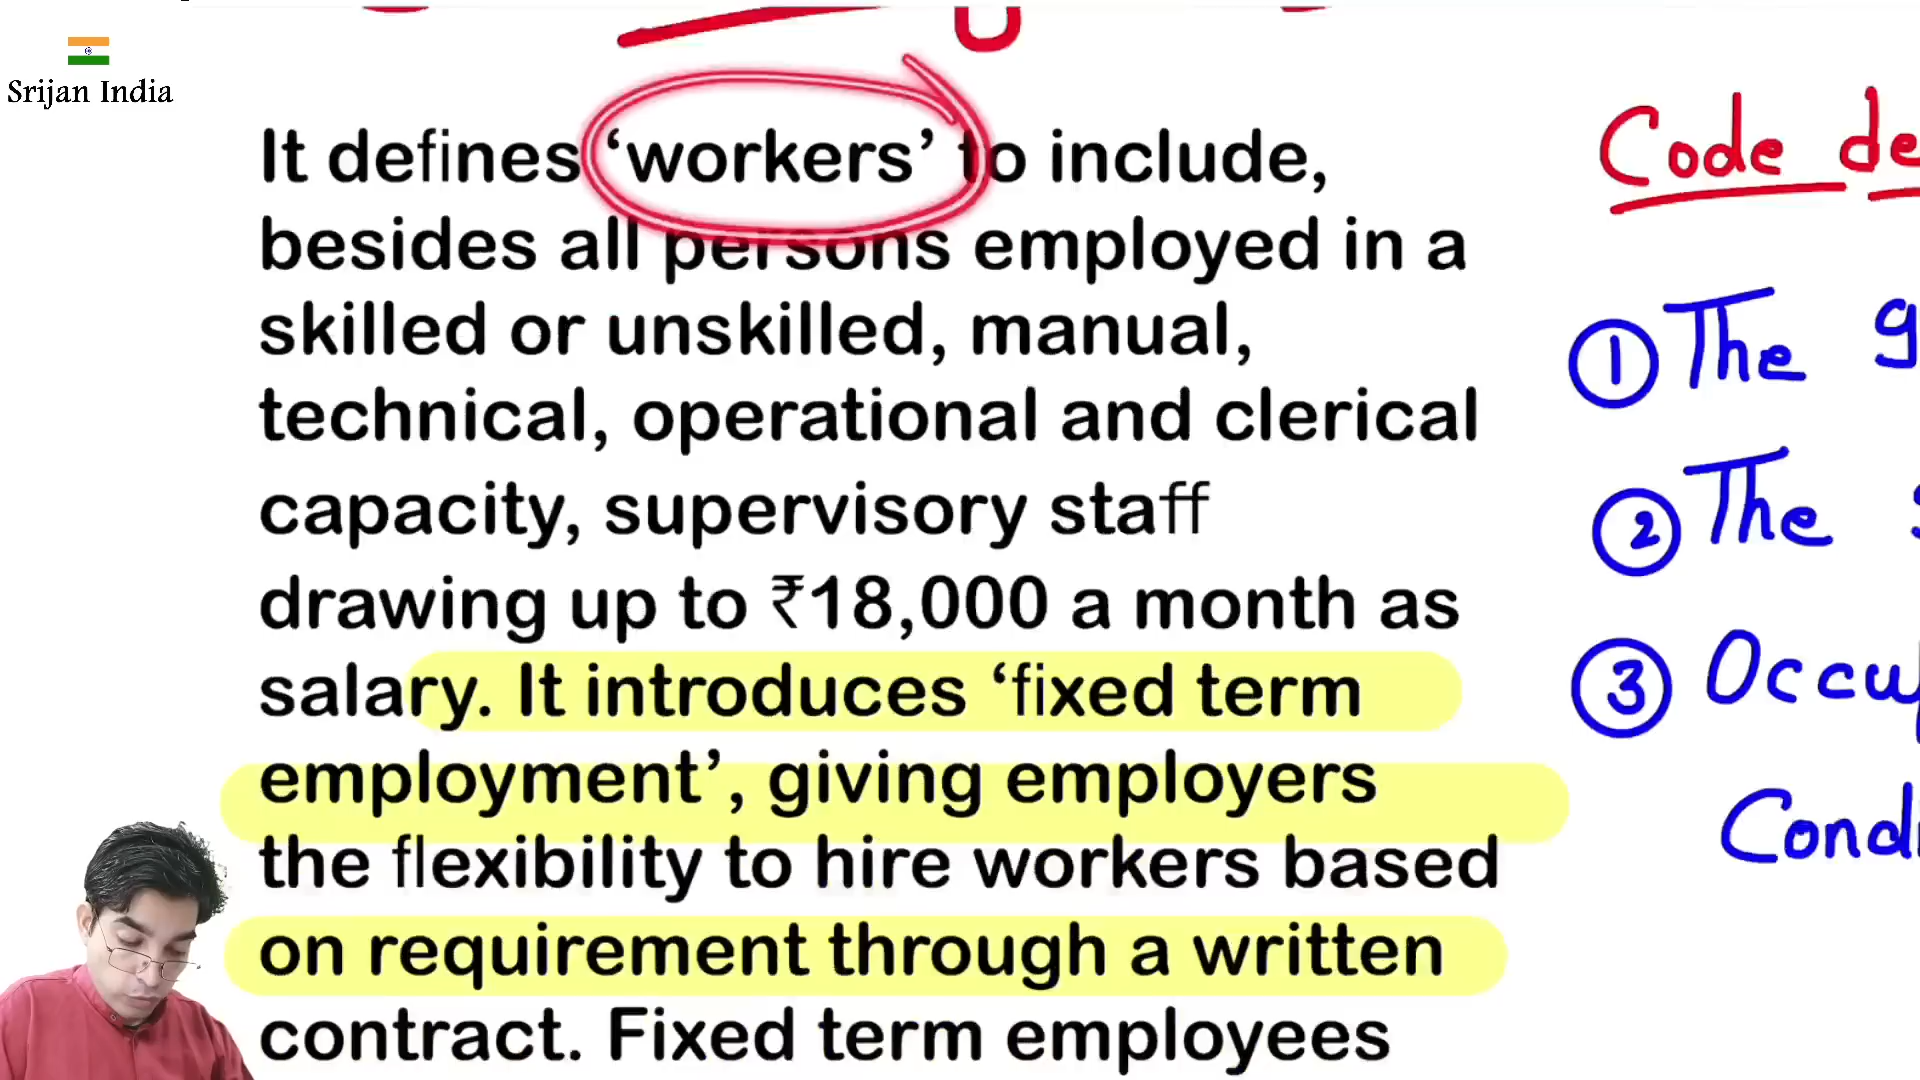 Srijan India
It defines ‘workers’ to include,
besides all persons employed in a
skilled or unskilled, manual,
technical, operational and clerical
capacity, supervisory staff
drawing up to ₹18,000 a month as
salary. It introduces ‘fixed term
employment’, giving employers
the flexibility to hire workers based
on requirement through a written
contract. Fixed term employees
Code
① The
② The
③